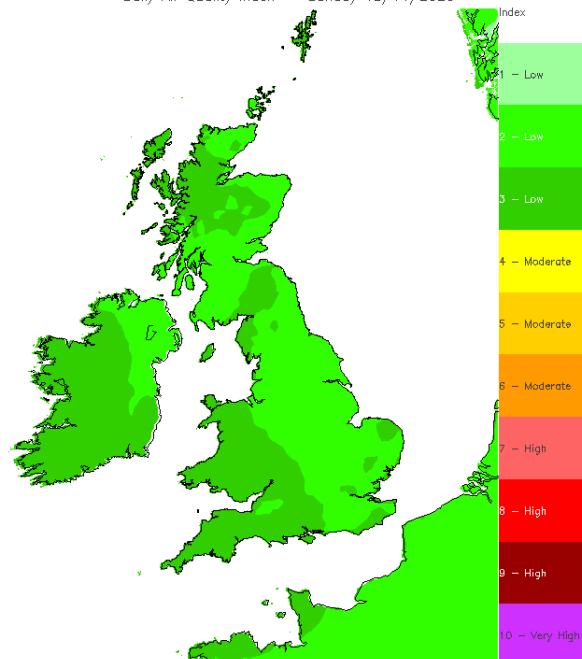 Index
1 - Low
2 - Low
3 - Low
4 - Moderate
5 - Moderate
6 - Moderate
7 - High
8 - High
9 - High
10 - Very High